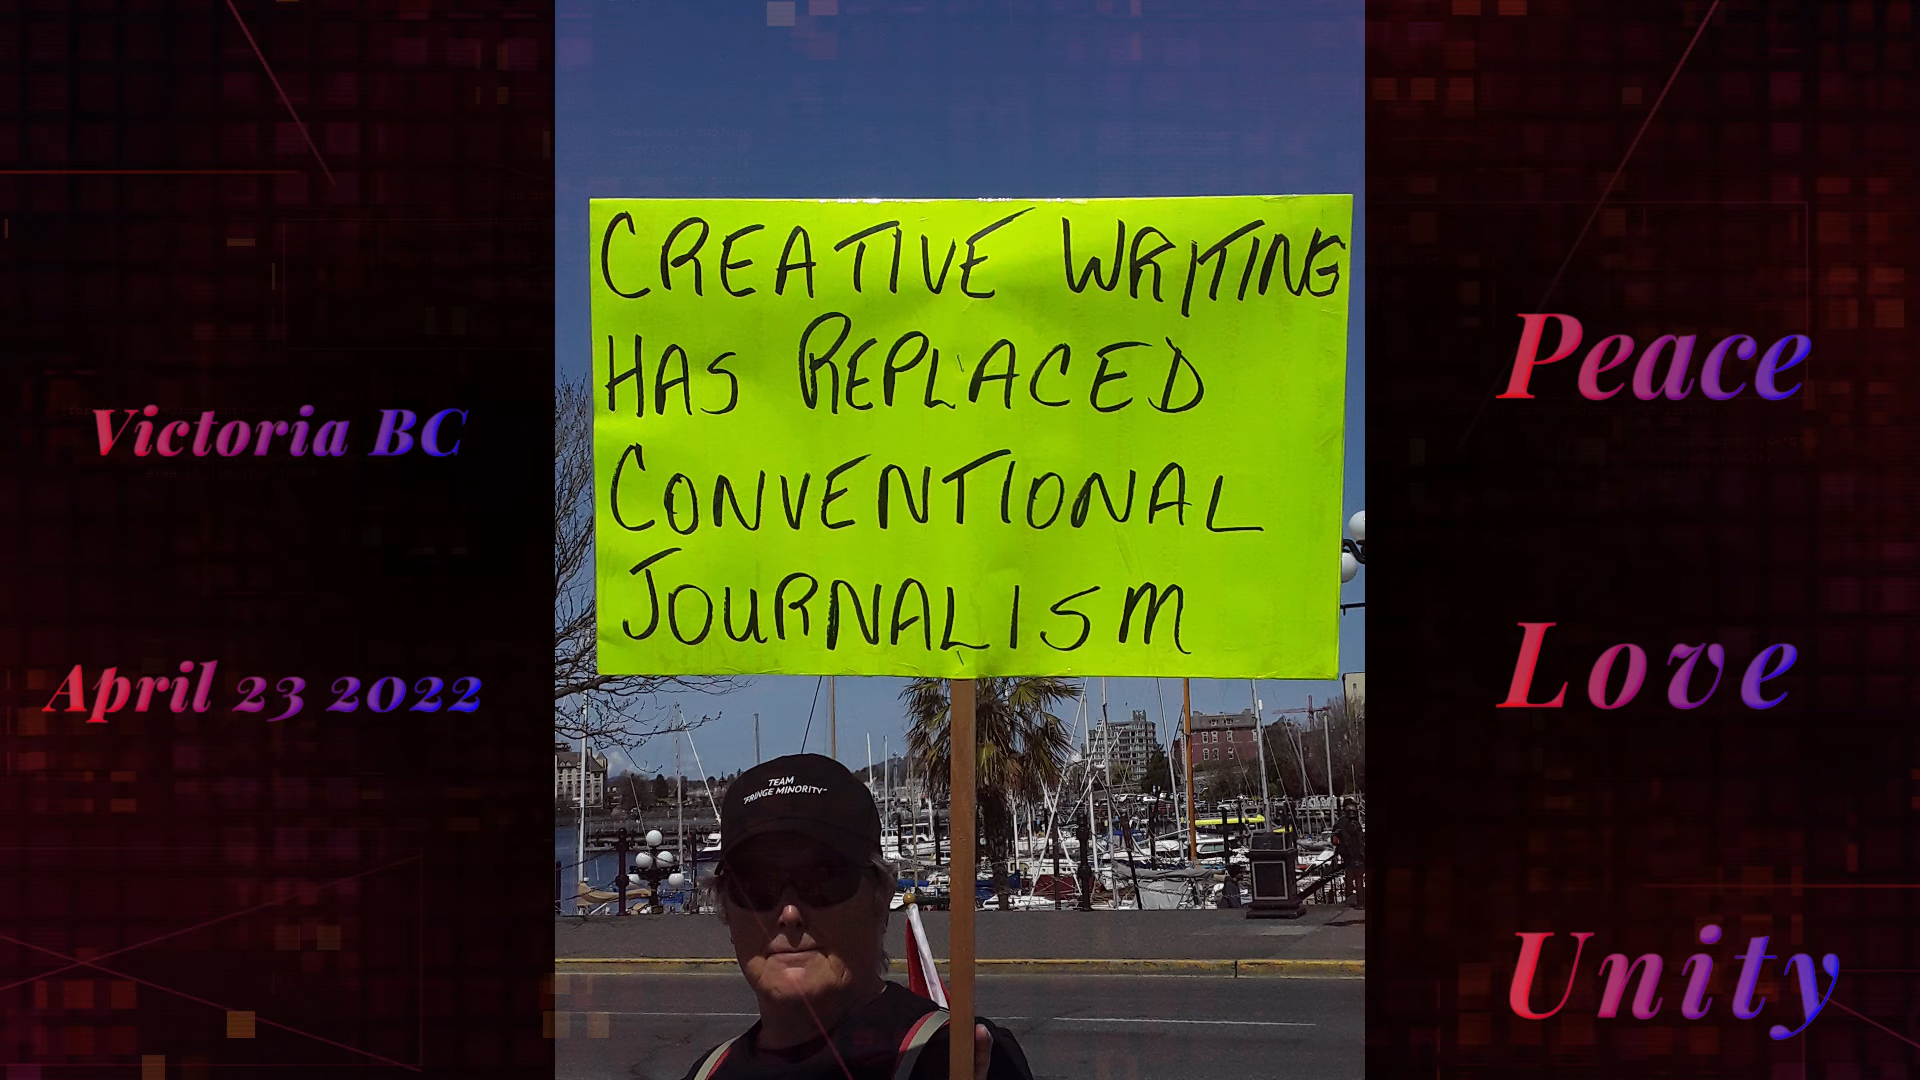 Victoria BC
April 23 2022
CREATIVE WRITING
HAS REPLACED
CONVENTIONAL
JOURNALISM
TEAM
"FRINGE MINORITY"
Peace
Love
Unity